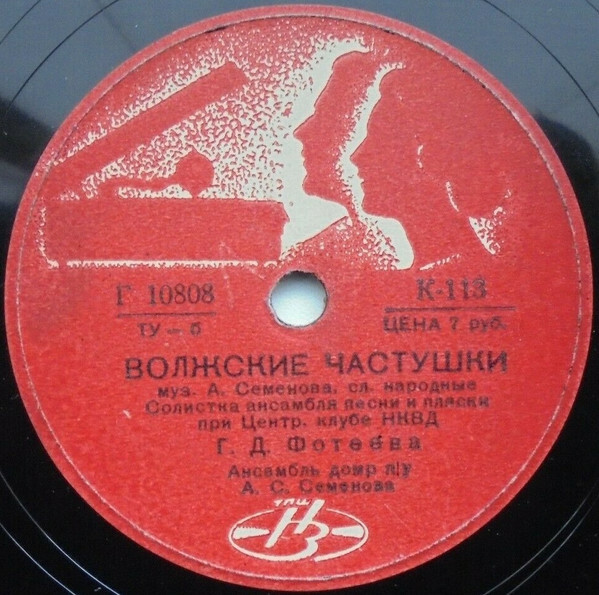 Г 10808
К-113
ТУ — Б
ЦЕНА 7 руб.
ВОЛЖСКИЕ ЧАСТУШКИ
муз. А. Семенова, сл. народные
Солистка ансамбля песни и пляски
при Центр. клубе НКВД
Г. Д. Фотеева
Ансамбль домр п/у
А. С. Семенова
НЗ